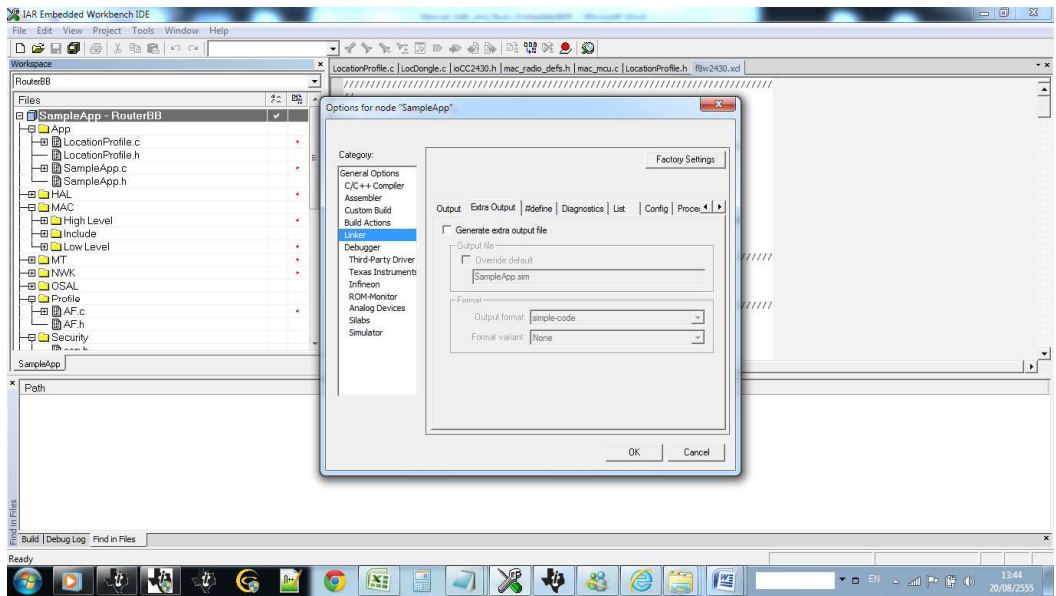 IAR Embedded Workbench IDE
File Edit View Project Tools Window Help
Workspace
RouterBB
Files
SampleApp - RouterBB
App
LocationProfile.c
LocationProfile.h
SampleApp.c
SampleApp.h
HAL
MAC
High Level
Include
Low Level
MT
NWK
OSAL
Profile
AF.c
AF.h
Security
SampleApp
LocationProfile.c | LocDongle.c | ioCC2430.h | mac_radio_defs.h | mac_mcu.c | LocationProfile.h f8w2430.xcl
Options for node "SampleApp"
Category:
General Options
C/C++ Compiler
Assembler
Custom Build
Build Actions
Linker
Debugger
Third-Party Driver
Texas Instruments
Infineon
ROM-Monitor
Analog Devices
Silabs
Simulator
Factory Settings
Output Extra Output #define Diagnostics List Config
Generate extra output file
Output file
Override default
SampleApp.sim
Format
Output format: simple-code
Format variant: None
OK Cancel
Path
Find in Files
Build Debug Log Find in Files
Ready
EN
13:44
20/08/2555